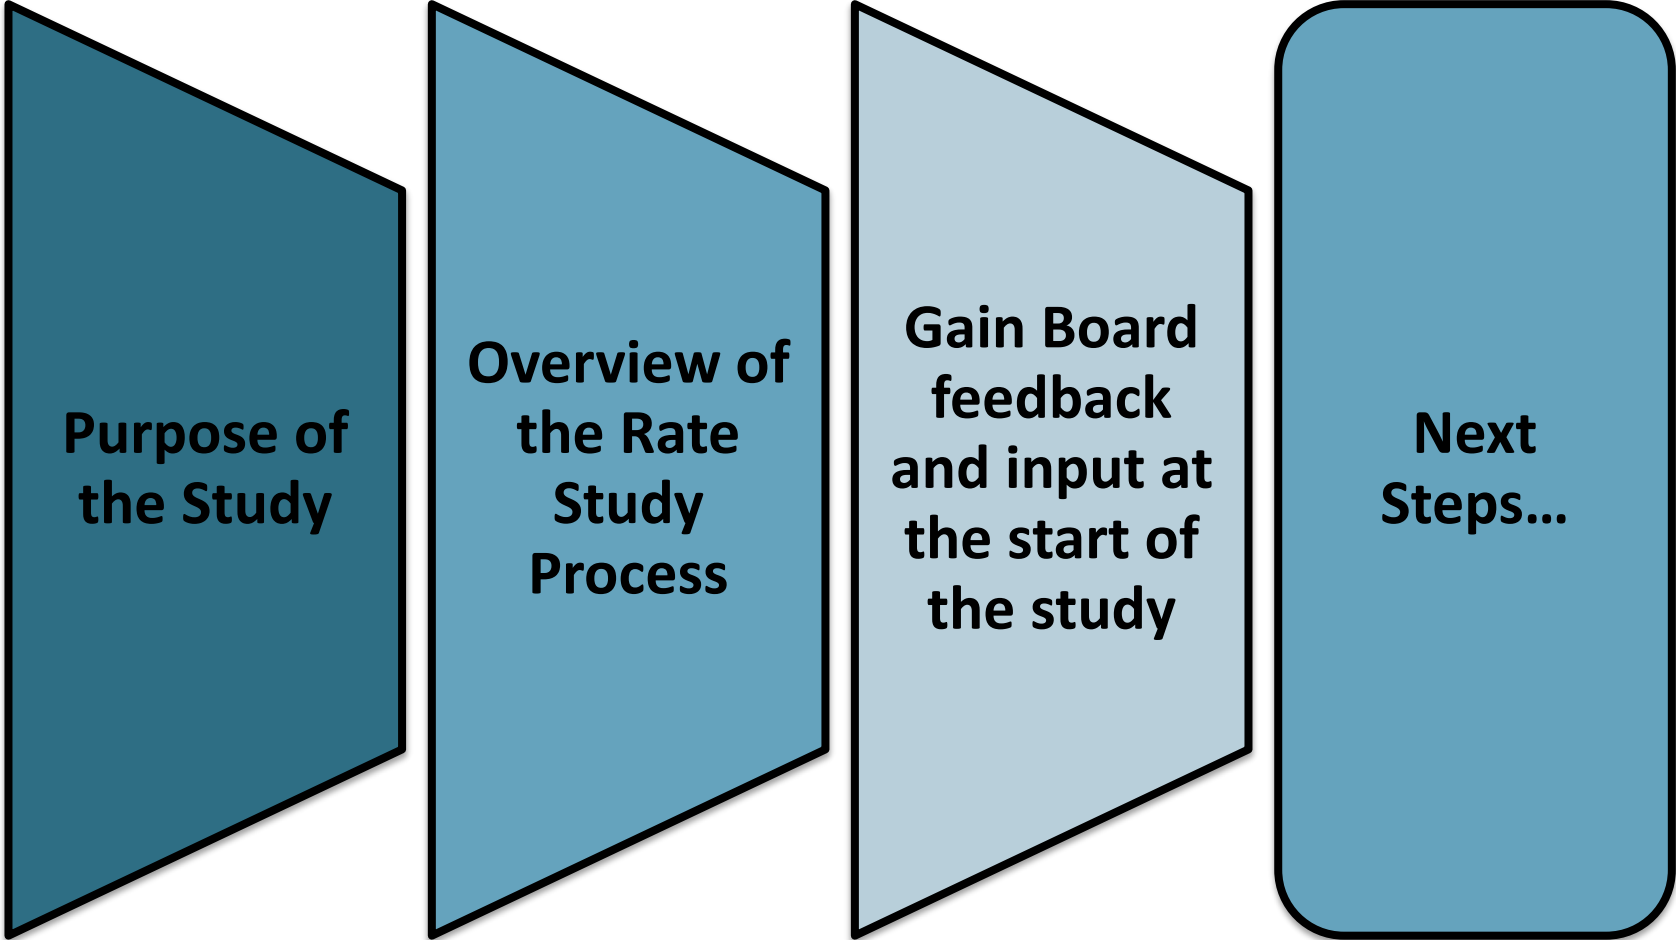 Purpose of
the Study
Overview of
the Rate
Study
Process
Gain Board
feedback
and input at
the start of
the study
Next
Steps...